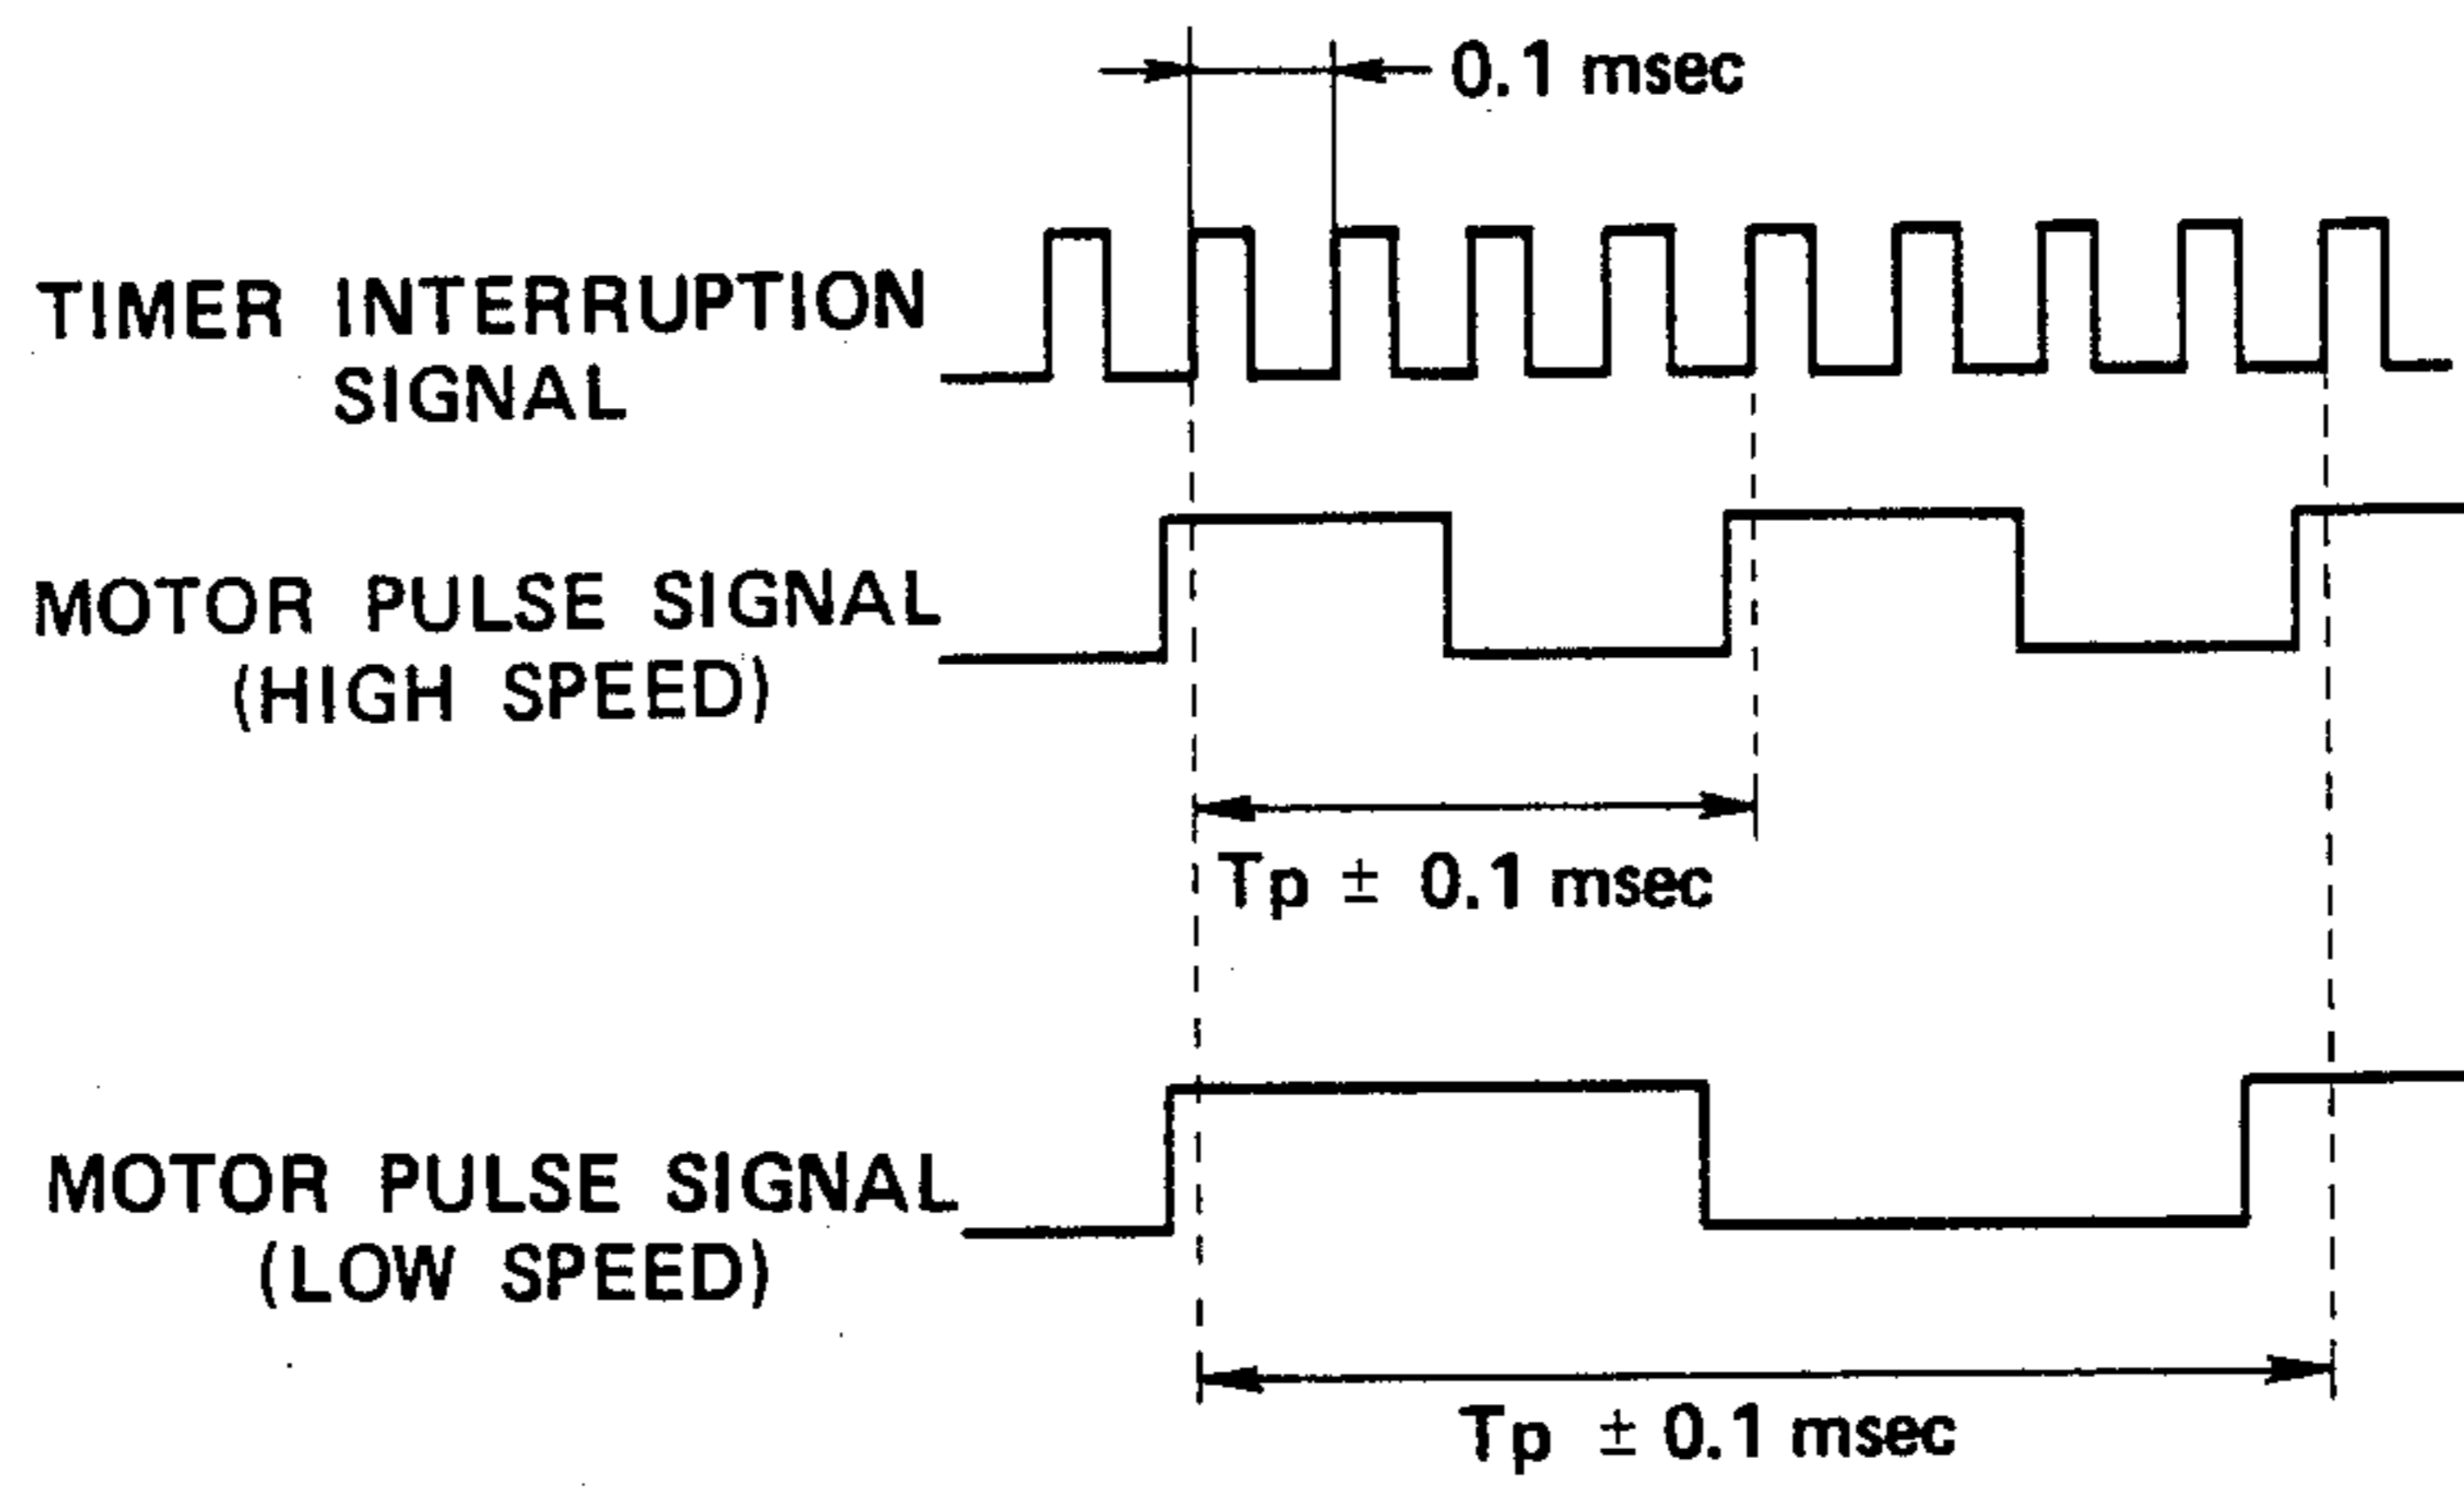 0.1 msec
TIMER INTERRUPTION
SIGNAL
MOTOR PULSE SIGNAL
(HIGH SPEED)
Tp ± 0.1 msec
MOTOR PULSE SIGNAL
(LOW SPEED)
Tp ± 0.1 msec